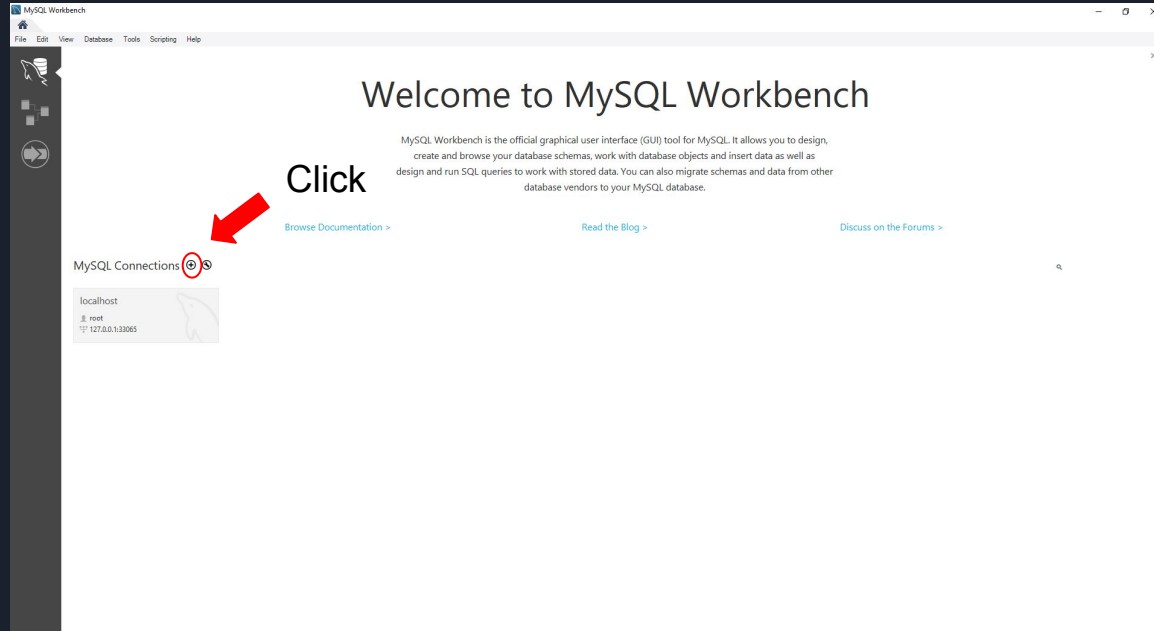 MySQL Workbench
File Edit View Database Tools Scripting Help
Welcome to MySQL Workbench
MySQL Workbench is the official graphical user interface (GUI) tool for MySQL. It allows you to design,
create and browse your database schemas, work with database objects and insert data as well as
design and run SQL queries to work with stored data. You can also migrate schemas and data from other
database vendors to your MySQL database.
Click
Browse Documentation > Read the Blog > Discuss on the Forums >
MySQL Connections
localhost
root
127.0.0.1:33065